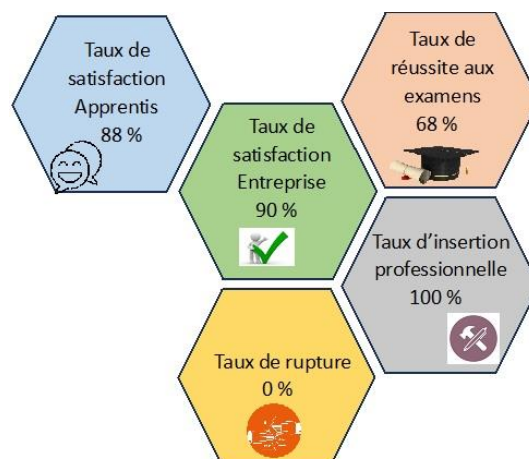 Taux de
satisfaction
Apprentis
88 %
Taux de
réussite aux
examens
68 %
Taux de
satisfaction
Entreprise
90 %
Taux d’insertion
professionnelle
100 %
Taux de rupture
0 %